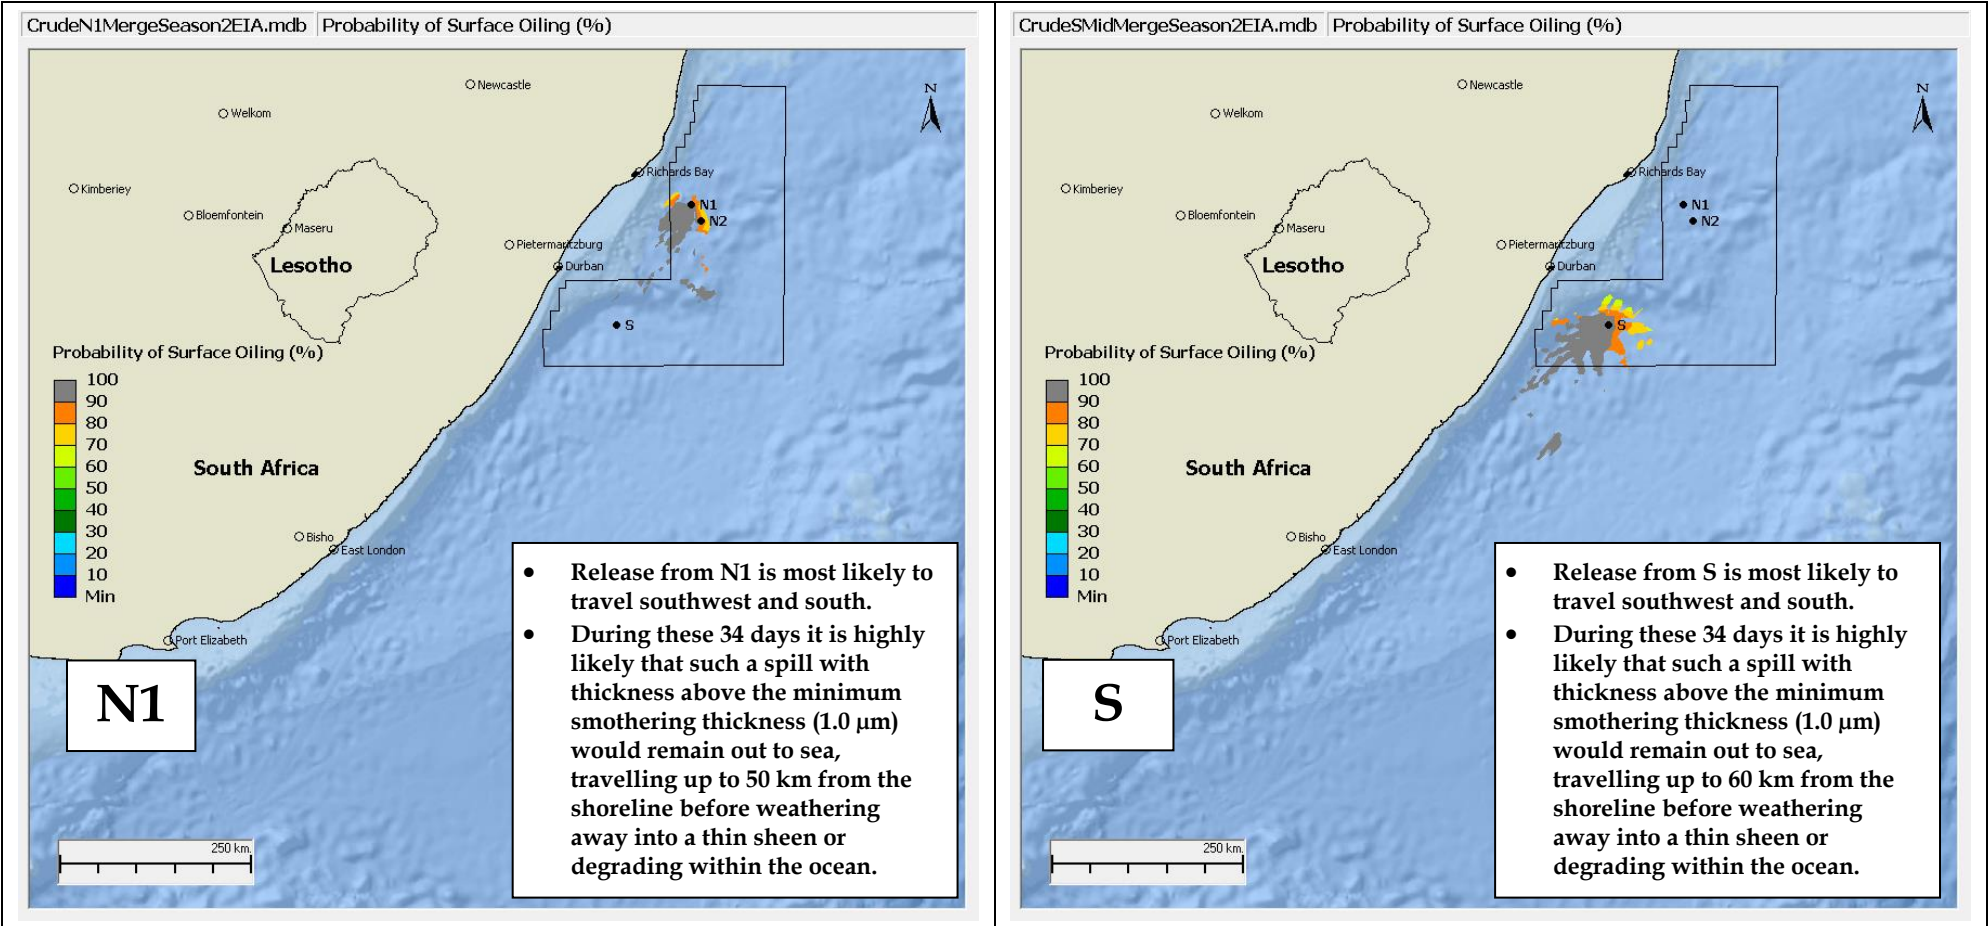 CrudeN1MergeSeason2EIA.mdb Probability of Surface Oiling (%)
N
Newcastle
Welkom
Richards Bay
Kimberley
N1
Bloemfontein
N2
Maseru
Pietermaritzburg
Lesotho
Durban
S
Probability of Surface Oiling (%)
100
90
80
70
60
50
40
30
20
10
Min
South Africa
Bisho
East London
Port Elizabeth
N1
250 km.
• Release from N1 is most likely to
travel southwest and south.
• During these 34 days it is highly
likely that such a spill with
thickness above the minimum
smothering thickness (1.0 µm)
would remain out to sea,
travelling up to 50 km from the
shoreline before weathering
away into a thin sheen or
degrading within the ocean.
CrudeSMidMergeSeason2EIA.mdb Probability of Surface Oiling (%)
N
Newcastle
Welkom
Richards Bay
Kimberley
N1
Bloemfontein
N2
Maseru
Pietermaritzburg
Lesotho
Durban
S
Probability of Surface Oiling (%)
100
90
80
70
60
50
40
30
20
10
Min
South Africa
Bisho
East London
Port Elizabeth
S
250 km.
• Release from S is most likely to
travel southwest and south.
• During these 34 days it is highly
likely that such a spill with
thickness above the minimum
smothering thickness (1.0 µm)
would remain out to sea,
travelling up to 60 km from the
shoreline before weathering
away into a thin sheen or
degrading within the ocean.